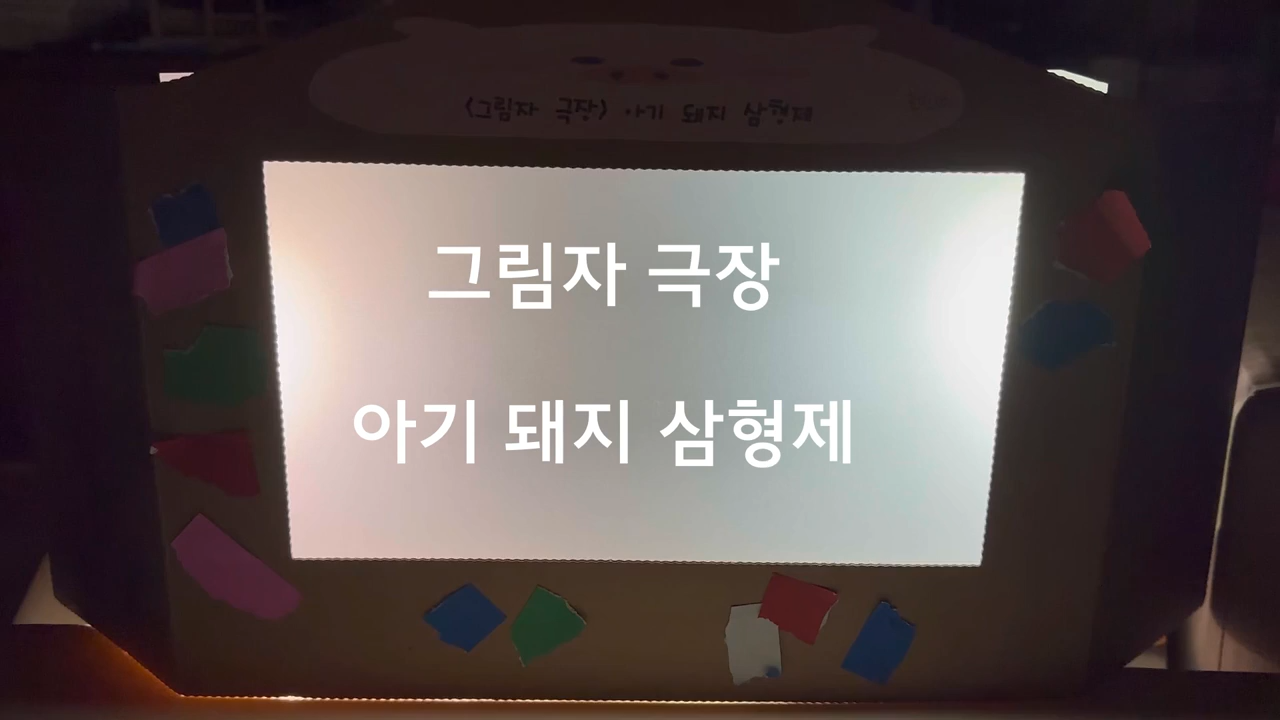 <그림자 극장> 아기 돼지 삼형제
그림자 극장
아기 돼지 삼형제